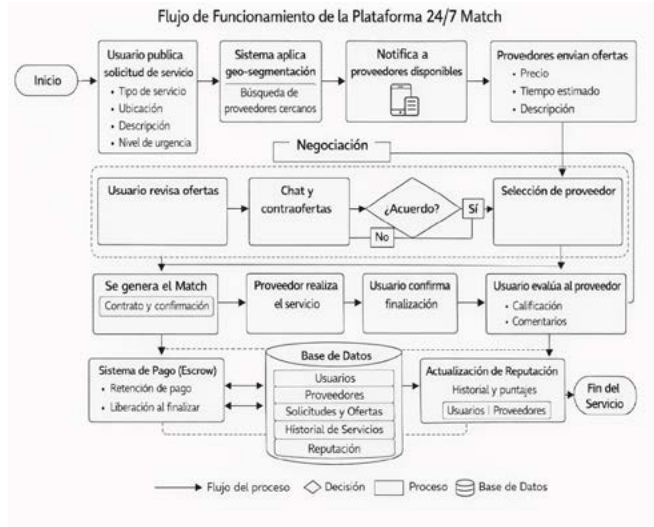 Flujo de Funcionamiento de la Plataforma 24/7 Match
Inicio
Usuario publica
solicitud de servicio
• Tipo de servicio
• Ubicación
• Descripción
• Nivel de urgencia
Sistema aplica
geo-segmentación
Búsqueda de
proveedores cercanos
Notifica a
proveedores disponibles
Provedores envian ofertas
• Precio
• Tiempo estimado
• Descripción
Negociación
Usuario revisa ofertas
Chat y
contraofertas
¿Acuerdo?
Sí
No
Selección de proveedor
Se genera el Match
Contrato y confirmación
Proveedor realiza
el servicio
Usuario confirma
finalización
Usuario evalúa al proveedor
• Calificación
• Comentarios
Sistema de Pago (Escrow)
• Retención de pago
• Liberación al finalizar
Base de Datos
Usuarios
Proveedores
Solicitudes y Ofertas
Historial de Servicios
Reputación
Actualización de Reputación
Historial y puntajes
Usuarios | Proveedores
Fin del
Servicio
Flujo del proceso
Decisión
Proceso
Base de Datos